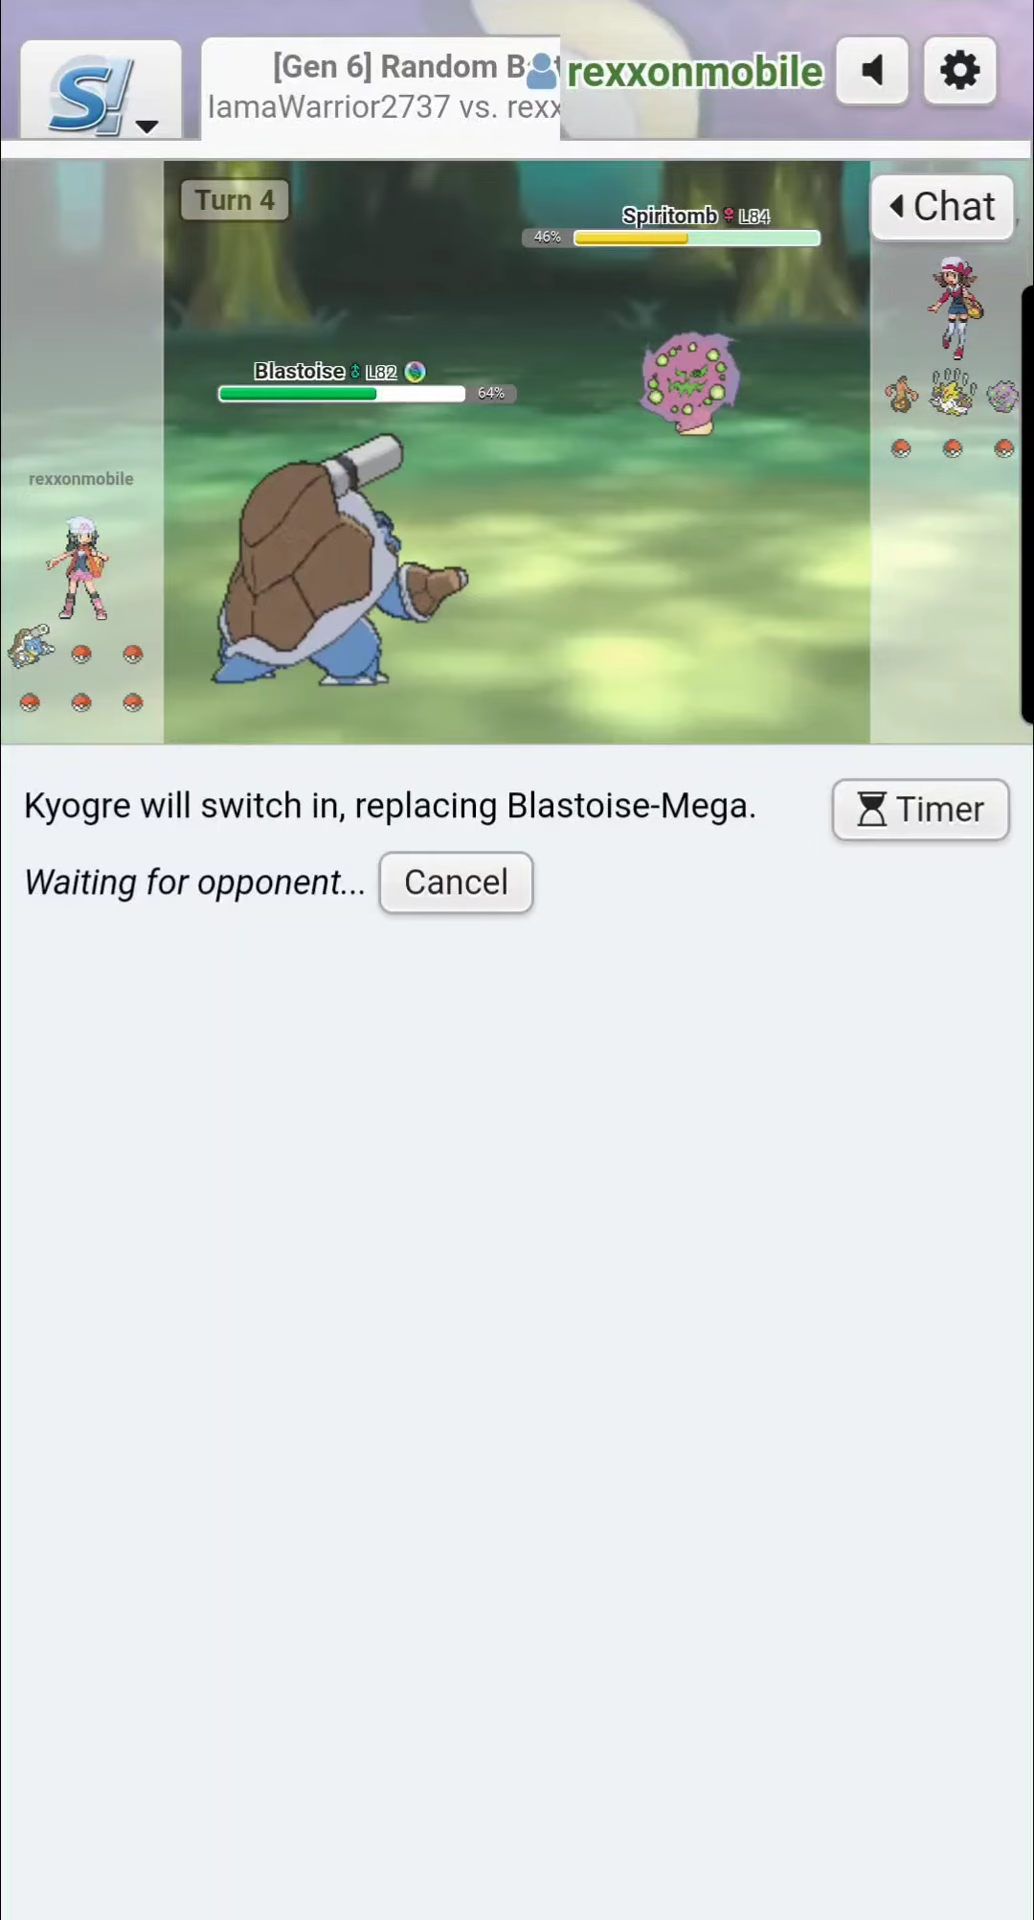 [Gen 6] Random B
rexxonmobile
IamaWarrior2737 vs. rexx
Turn 4
Chat
Spiritomb ♀ L84
46%
Blastoise ♂ L82
64%
rexxonmobile
Kyogre will switch in, replacing Blastoise-Mega.
Timer
Waiting for opponent... Cancel